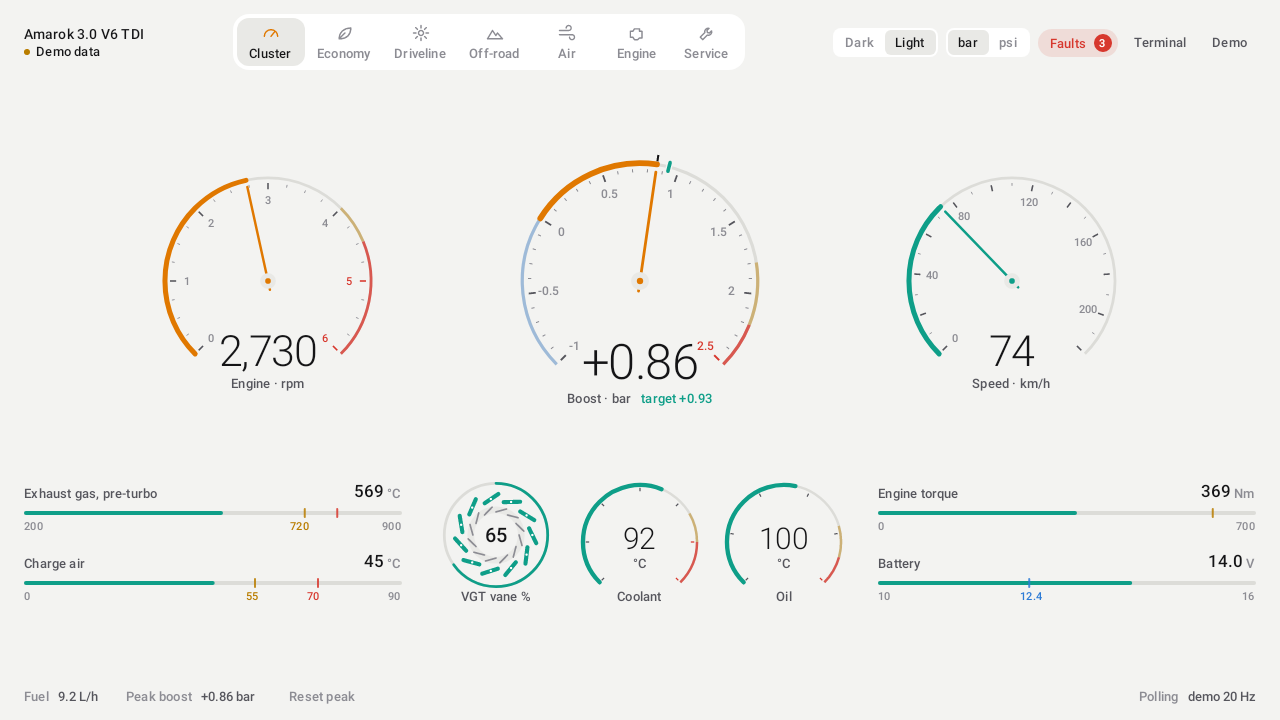 Amarok 3.0 V6 TDI
Demo data
Cluster
Economy
Driveline
Off-road
Air
Engine
Service
Dark
Light
bar
psi
Faults 3
Terminal
Demo
0
1
2
3
4
5
6
2,730
Engine · rpm
-1
-0.5
0
0.5
1
1.5
2
2.5
+0.86
Boost · bar target +0.93
0
40
80
120
160
200
74
Speed · km/h
Exhaust gas, pre-turbo 569 °C
200 720 900
Charge air 45 °C
0 55 70 90
65
VGT vane %
92
°C
Coolant
100
°C
Oil
Engine torque 369 Nm
0 700
Battery 14.0 V
10 12.4 16
Fuel 9.2 L/h
Peak boost +0.86 bar
Reset peak
Polling demo 20 Hz